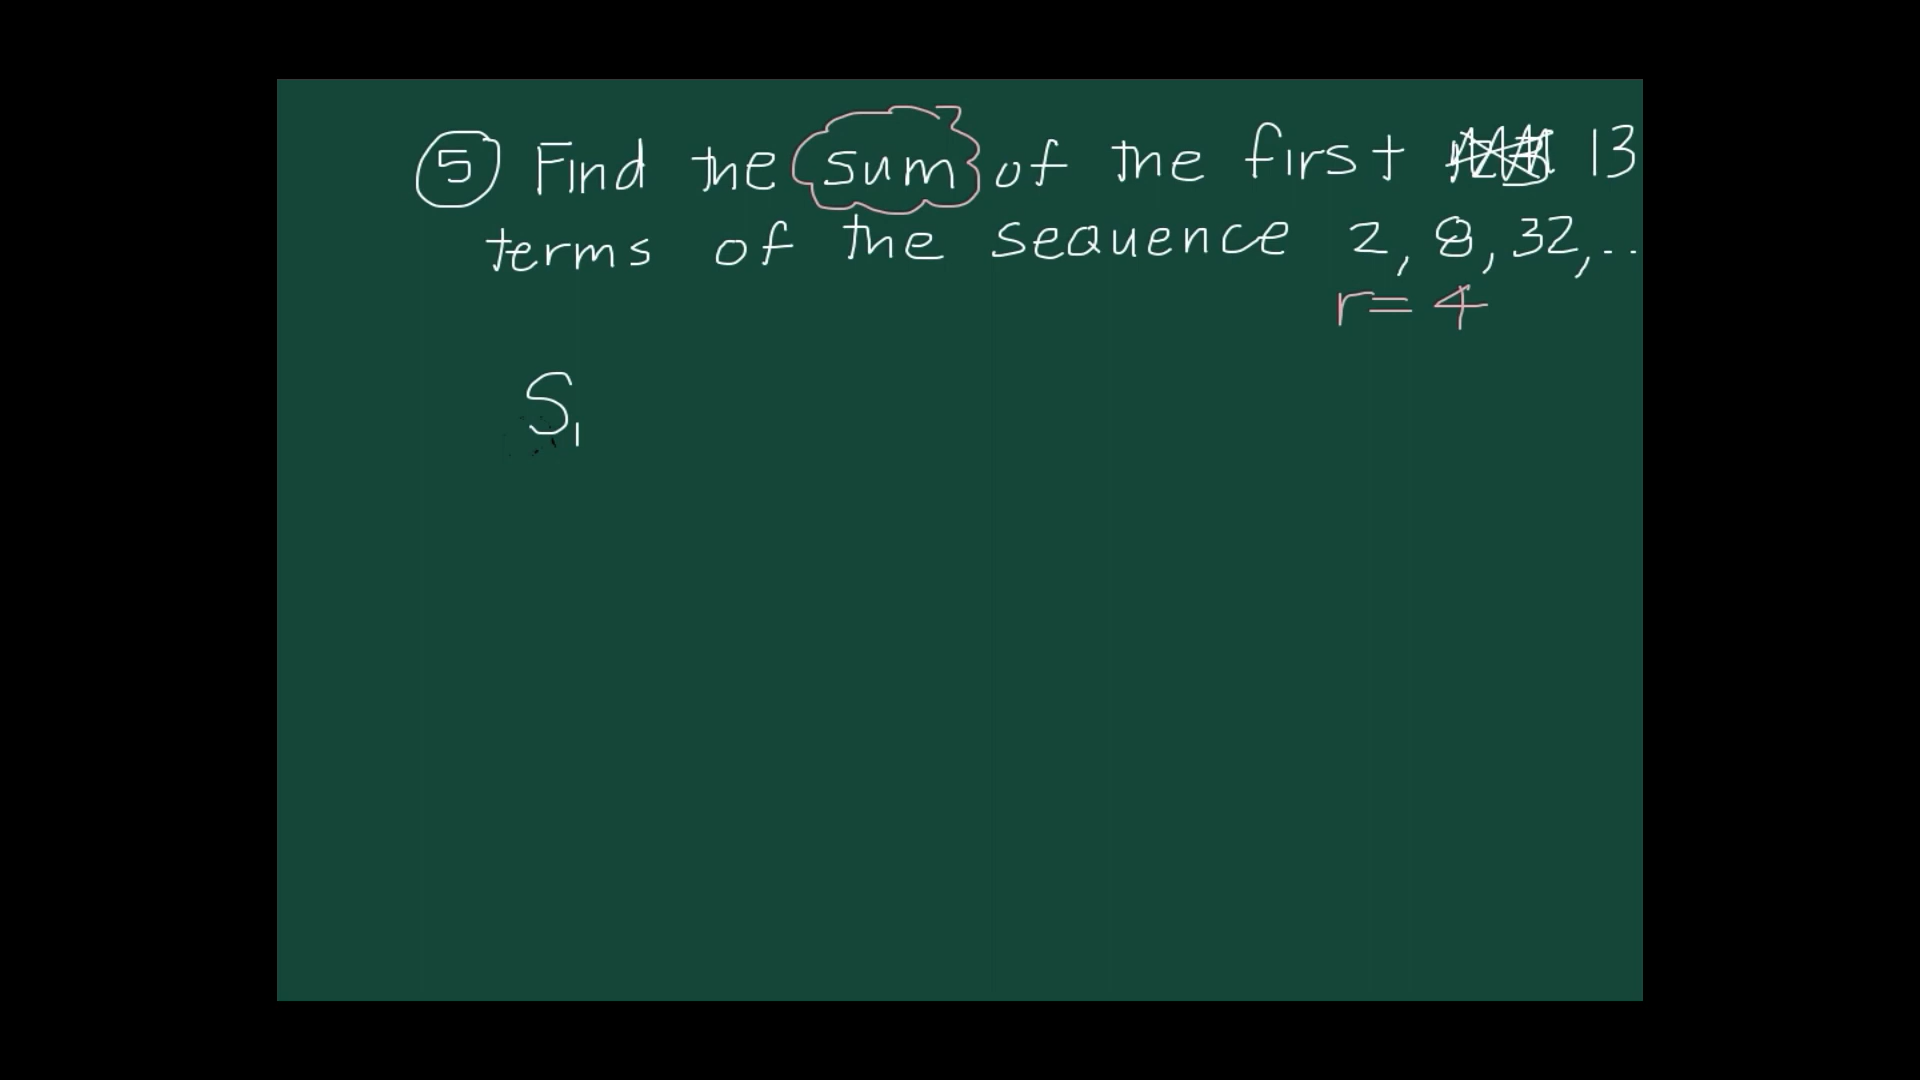 5 Find the sum of the first 13
terms of the sequence 2, 8, 32, ..
r = 4
S1